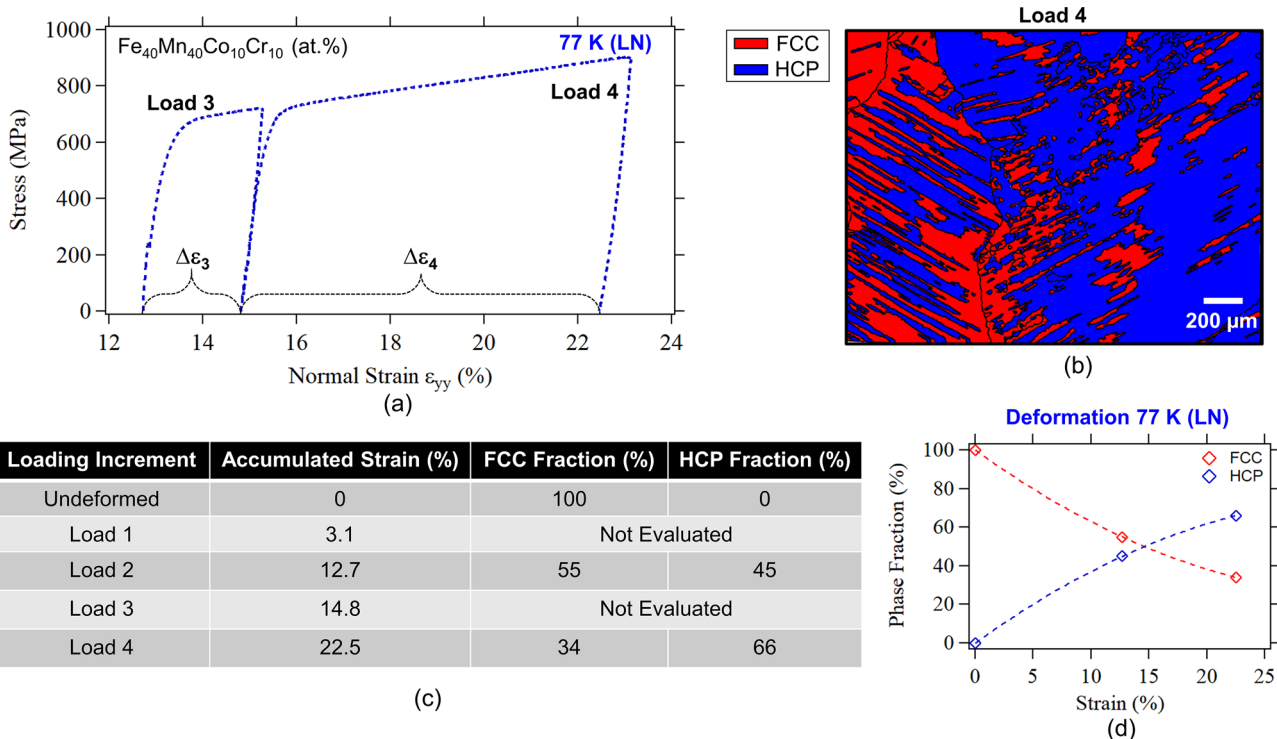 Fe40Mn40Co10Cr10 (at.%)
77 K (LN)
Load 3
Load 4
Δε3
Δε4
Stress (MPa)
1000
800
600
400
200
0
12
14
16
18
20
22
24
Normal Strain εyy (%)
(a)
Load 4
FCC
HCP
200 µm
(b)
Loading Increment Accumulated Strain (%) FCC Fraction (%) HCP Fraction (%)
Undeformed 0 100 0
Load 1 3.1 Not Evaluated
Load 2 12.7 55 45
Load 3 14.8 Not Evaluated
Load 4 22.5 34 66
(c)
Deformation 77 K (LN)
FCC
HCP
Phase Fraction (%)
100
80
60
40
20
0
0
5
10
15
20
25
Strain (%)
(d)